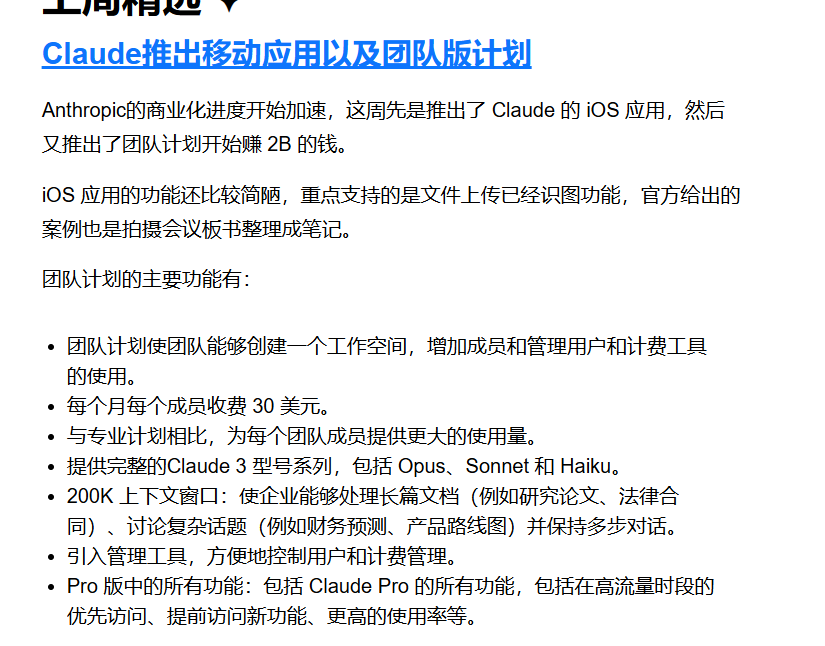 上周精选 ✦
Claude推出移动应用以及团队版计划
Anthropic的商业化进度开始加速，这周先是推出了 Claude 的 iOS 应用，然后
又推出了团队计划开始赚 2B 的钱。
iOS 应用的功能还比较简陋，重点支持的是文件上传已经识图功能，官方给出的
案例也是拍摄会议板书整理成笔记。
团队计划的主要功能有：
• 团队计划使团队能够创建一个工作空间，增加成员和管理用户和计费工具
的使用。
• 每个月每个成员收费 30 美元。
• 与专业计划相比，为每个团队成员提供更大的使用量。
• 提供完整的Claude 3 型号系列，包括 Opus、Sonnet 和 Haiku。
• 200K 上下文窗口：使企业能够处理长篇文档（例如研究论文、法律合
同）、讨论复杂话题（例如财务预测、产品路线图）并保持多步对话。
• 引入管理工具，方便地控制用户和计费管理。
• Pro 版中的所有功能：包括 Claude Pro 的所有功能，包括在高流量时段的
优先访问、提前访问新功能、更高的使用率等。